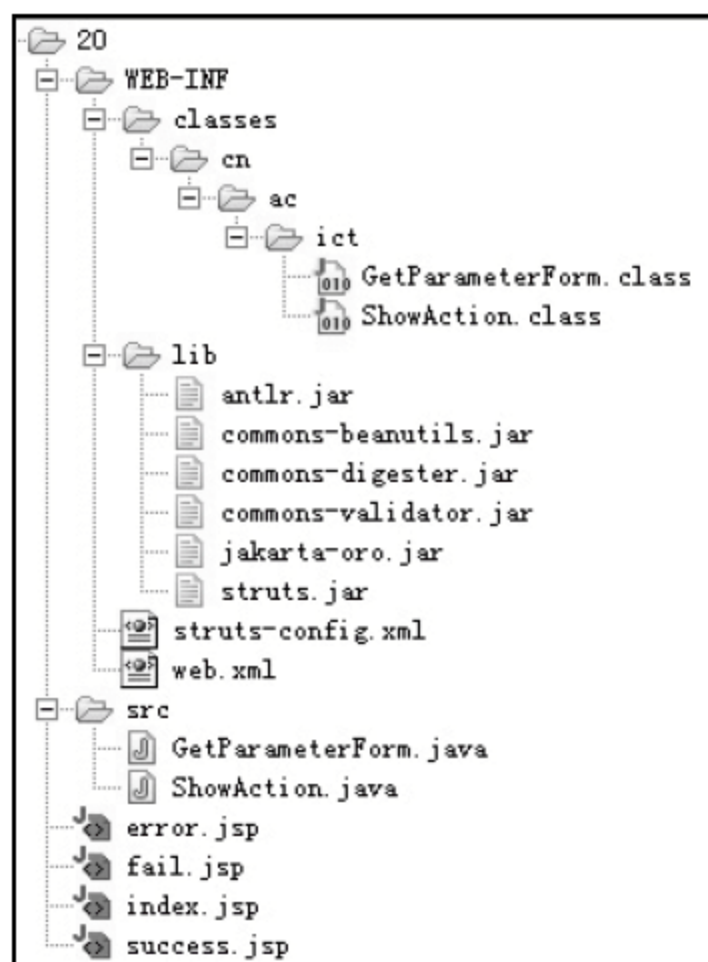 20
WEB-INF
classes
cn
ac
ict
GetParameterForm.class
ShowAction.class
lib
antlr.jar
commons-beanutils.jar
commons-digester.jar
commons-validator.jar
jakarta-oro.jar
struts.jar
struts-config.xml
web.xml
src
GetParameterForm.java
ShowAction.java
error.jsp
fail.jsp
index.jsp
success.jsp